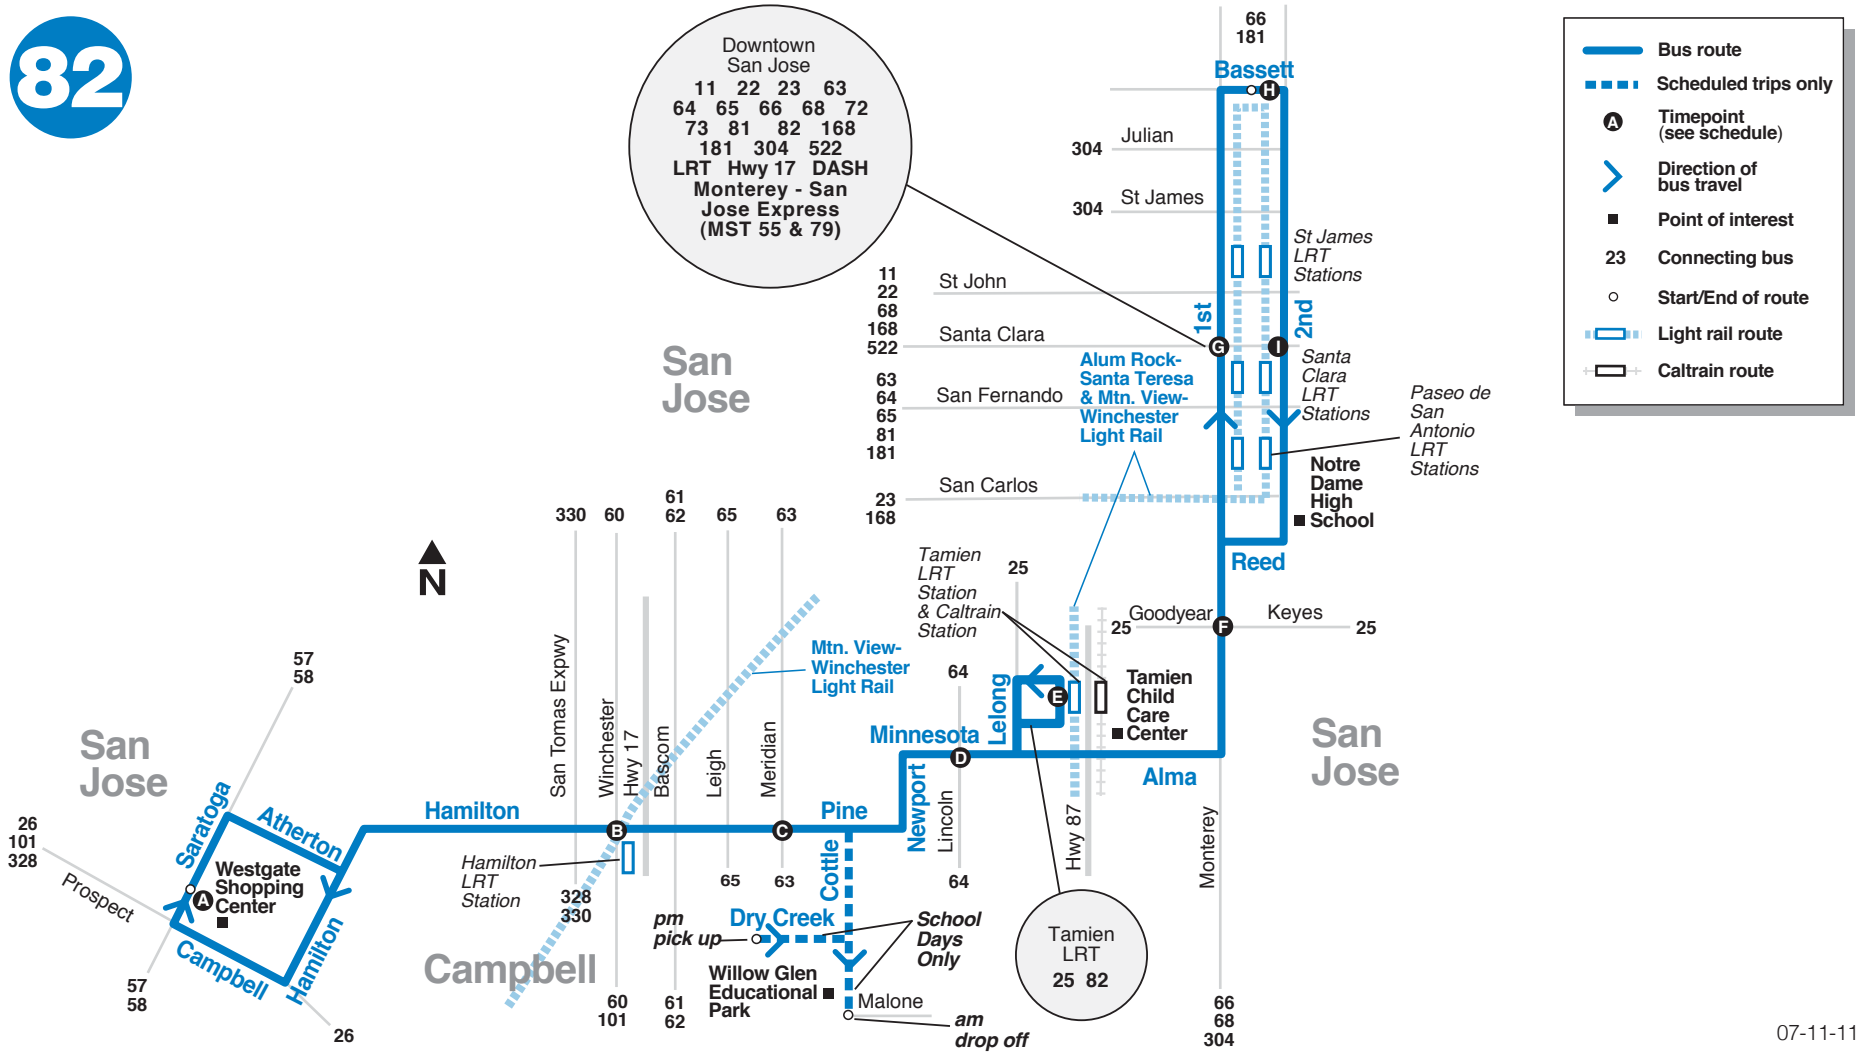 82
Downtown
San Jose
11 22 23 63
64 65 66 68 72
73 81 82 168
181 304 522
LRT Hwy 17 DASH
Monterey - San
Jose Express
(MST 55 & 79)
66
181
Bassett
H
Julian
304
St James
304
St James
LRT
Stations
11
22
68
168
522
St John
Santa Clara
1st
2nd
G
I
Santa
Clara
LRT
Stations
63
64
65
81
181
San Fernando
Alum Rock-
Santa Teresa
& Mtn. View-
Winchester
Light Rail
Paseo de
San
Antonio
LRT
Stations
Notre
Dame
High
School
San Carlos
23
168
Reed
Bus route
Scheduled trips only
A
Timepoint
(see schedule)
Direction of
bus travel
Point of interest
23
Connecting bus
Start/End of route
Light rail route
Caltrain route
San
Jose
N
330
60
61
62
65
63
Tamien
LRT
Station
& Caltrain
Station
25
Goodyear
Keyes
25
F
25
57
58
San Tomas Expwy
Winchester
Hwy 17
Bascom
Leigh
Meridian
Mtn. View-
Winchester
Light Rail
64
Lelong
E
Tamien
Child
Care
Center
San
Jose
San
Jose
Minnesota
D
Alma
Saratoga
Atherton
Hamilton
B
C
Pine
Newport
Lincoln
Hwy 87
Monterey
26
101
328
Prospect
Westgate
Shopping
Center
A
Hamilton
LRT
Station
65
63
Cottle
64
328
330
Campbell
Hamilton
Campbell
pm
pick up
Dry Creek
School
Days
Only
Tamien
LRT
25 82
Willow Glen
Educational
Park
Malone
57
58
26
60
101
61
62
am
drop off
66
68
304
07-11-11